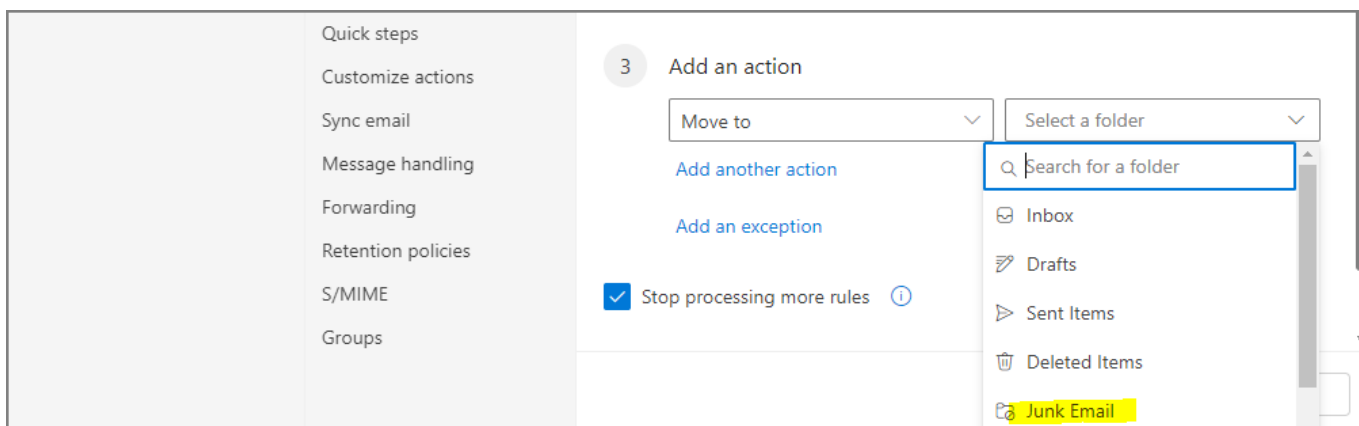 Quick steps
Customize actions
Sync email
Message handling
Forwarding
Retention policies
S/MIME
Groups
3 Add an action
Move to
Select a folder
Add another action
Search for a folder
Add an exception
Inbox
Drafts
Stop processing more rules
Sent Items
Deleted Items
Junk Email